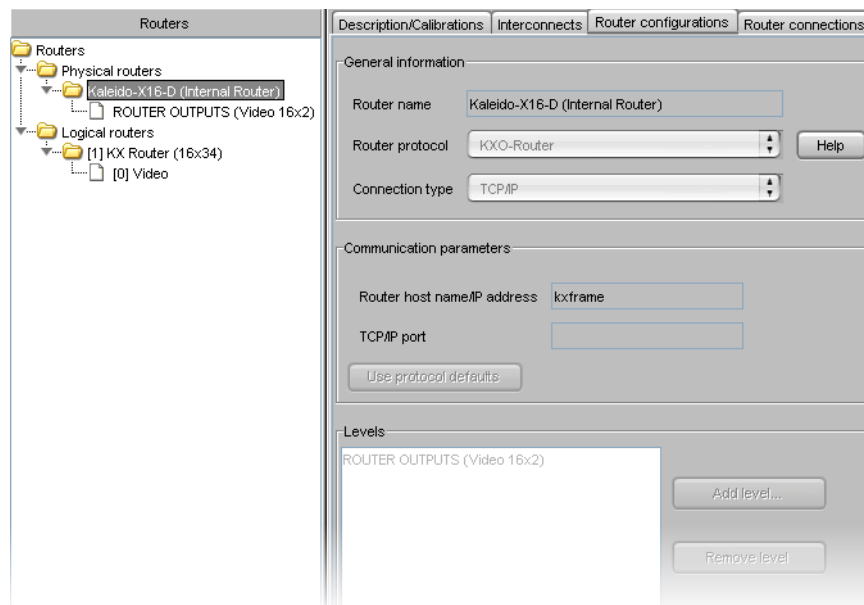 Routers
Routers
Physical routers
Kaleido-X16-D (Internal Router)
ROUTER OUTPUTS (Video 16x2)
Logical routers
[1] KX Router (16x34)
[0] Video
Description/Calibrations
Interconnects
Router configurations
Router connections
General information
Router name
Kaleido-X16-D (Internal Router)
Router protocol
KXO-Router
Help
Connection type
TCP/IP
Communication parameters
Router host name/IP address
kxframe
TCP/IP port
Use protocol defaults
Levels
ROUTER OUTPUTS (Video 16x2)
Add level...
Remove level